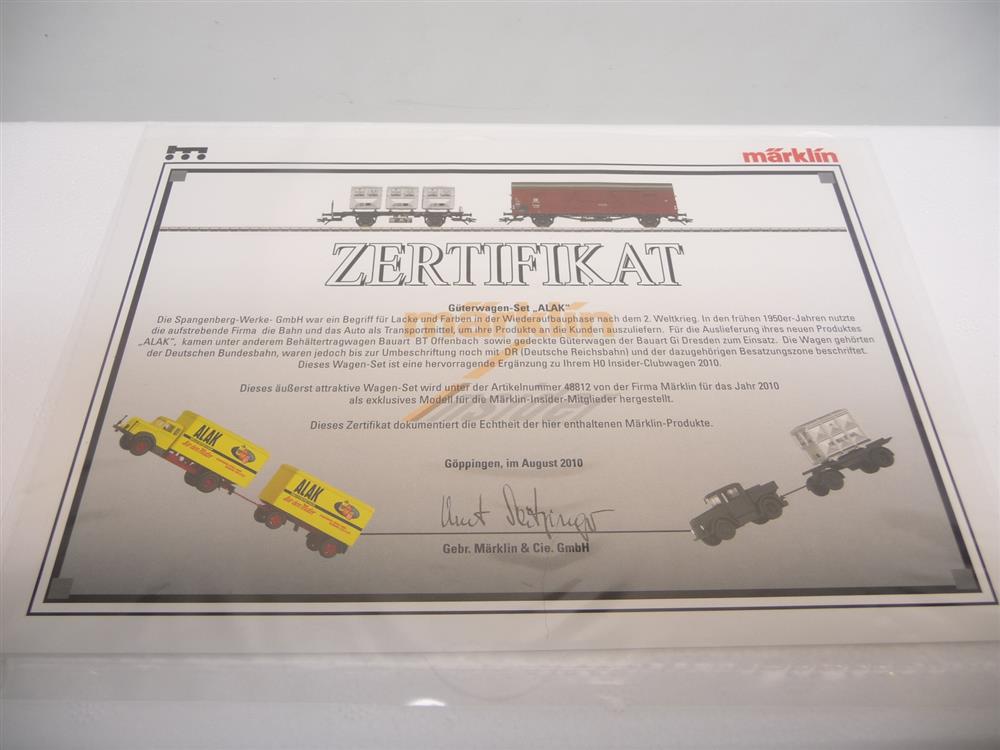 märklin
ZERTIFIKAT
Güterwagen-Set „ALAK"
Die Spangenberg-Werke- GmbH war ein Begriff für Lacke und Farben in der Wiederaufbauphase nach dem 2. Weltkrieg. In den frühen 1950er-Jahren nutzte
die aufstrebende Firma die Bahn und das Auto als Transportmittel, um ihre Produkte an die Kunden auszuliefern. Für die Auslieferung ihres neuen Produktes
„ALAK", kamen unter anderem Behältertragwagen Bauart BT Offenbach sowie gedeckte Güterwagen der Bauart Gl Dresden zum Einsatz. Die Wagen gehörten
der Deutschen Bundesbahn, waren jedoch bis zur Umbeschriftung noch mit DR (Deutsche Reichsbahn) und der dazugehörigen Besatzungszone beschriftet.
Dieses Wagen-Set ist eine hervorragende Ergänzung zu Ihrem H0 Insider-Clubwagen 2010.
Dieses äußerst attraktive Wagen-Set wird unter der Artikelnummer 48812 von der Firma Märklin für das Jahr 2010
als exklusives Modell für die Märklin-Insider-Mitglieder hergestellt.
Dieses Zertifikat dokumentiert die Echtheit der hier enthaltenen Märklin-Produkte.
märklin
insider
Göppingen, im August 2010
Gebr. Märklin & Cie. GmbH
ALAK
ALAK